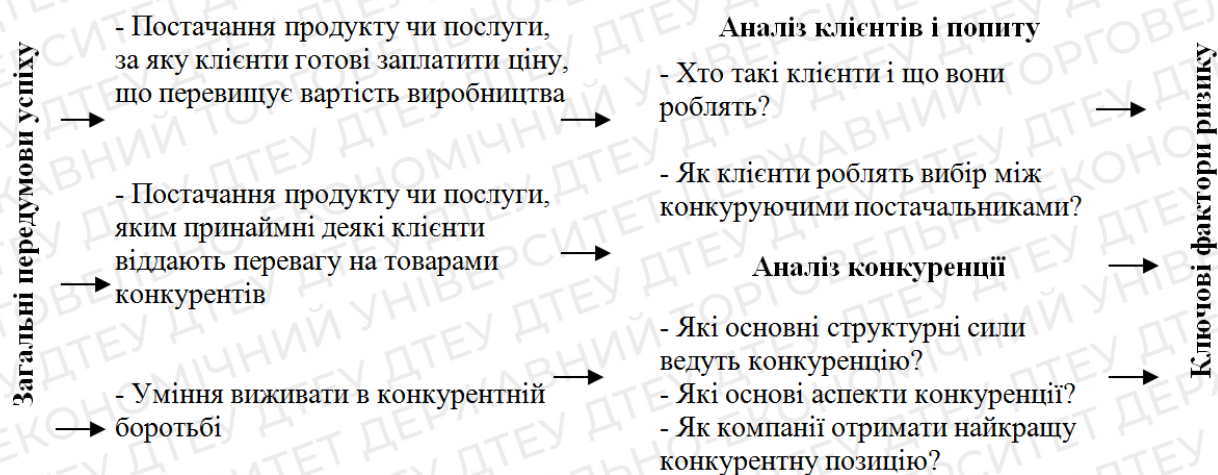 Загальні передумови успіху
- Постачання продукту чи послуги,
за яку клієнти готові заплатити ціну,
що перевищує вартість виробництва
- Постачання продукту чи послуги,
яким принаймні деякі клієнти
віддають перевагу на товарами
конкурентів
- Уміння виживати в конкурентній
боротьбі
Аналіз клієнтів і попиту
- Хто такі клієнти і що вони
роблять?
- Як клієнти роблять вибір між
конкуруючими постачальниками?
Аналіз конкуренції
- Які основні структурні сили
ведуть конкуренцію?
- Які основі аспекти конкуренції?
- Як компанії отримати найкращу
конкурентну позицію?
Ключові фактори ризику